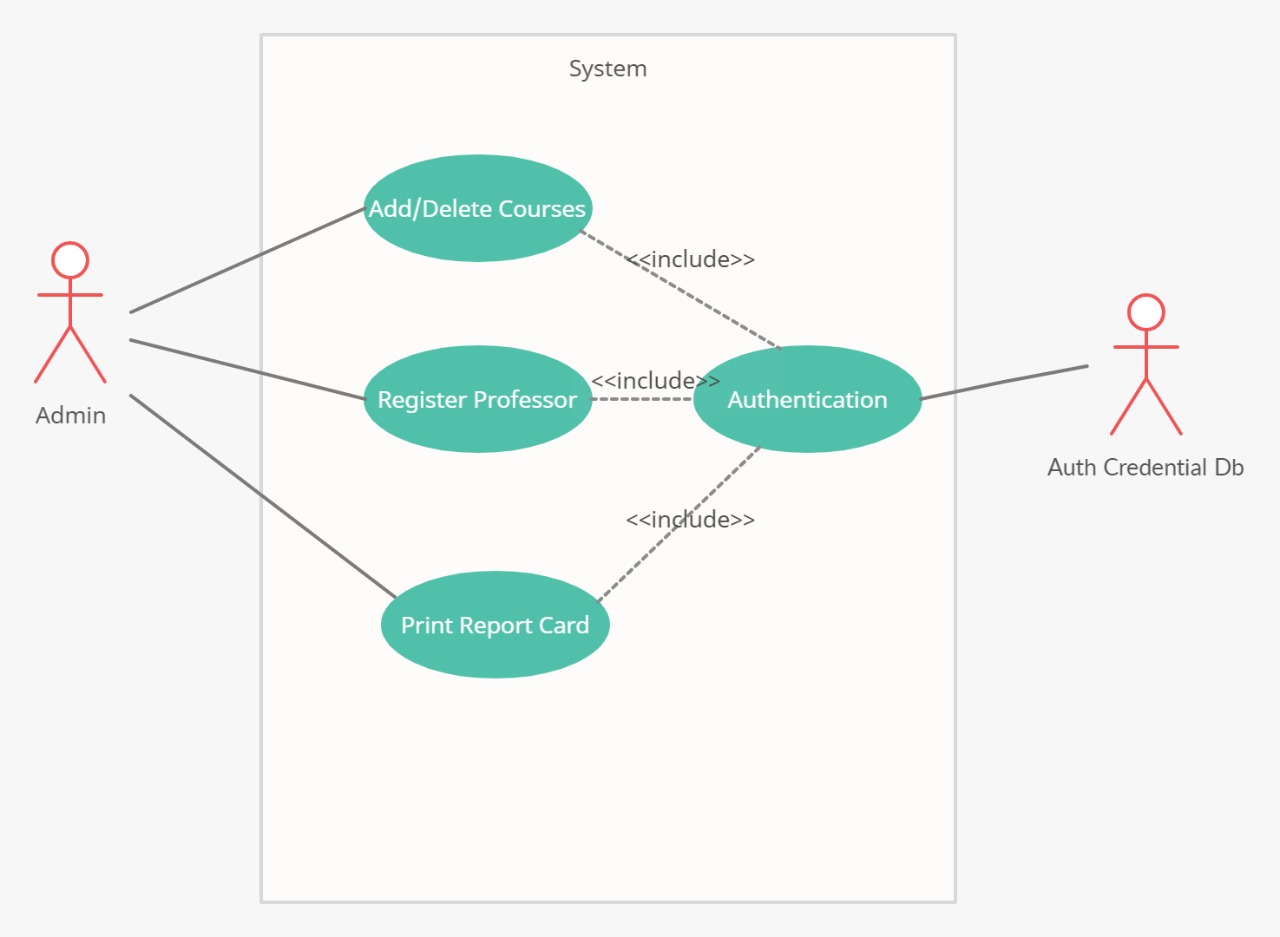 System
Add/Delete Courses
<<include>>
Admin
Register Professor
<<include>>
Authentication
Auth Credential Db
<<include>>
Print Report Card